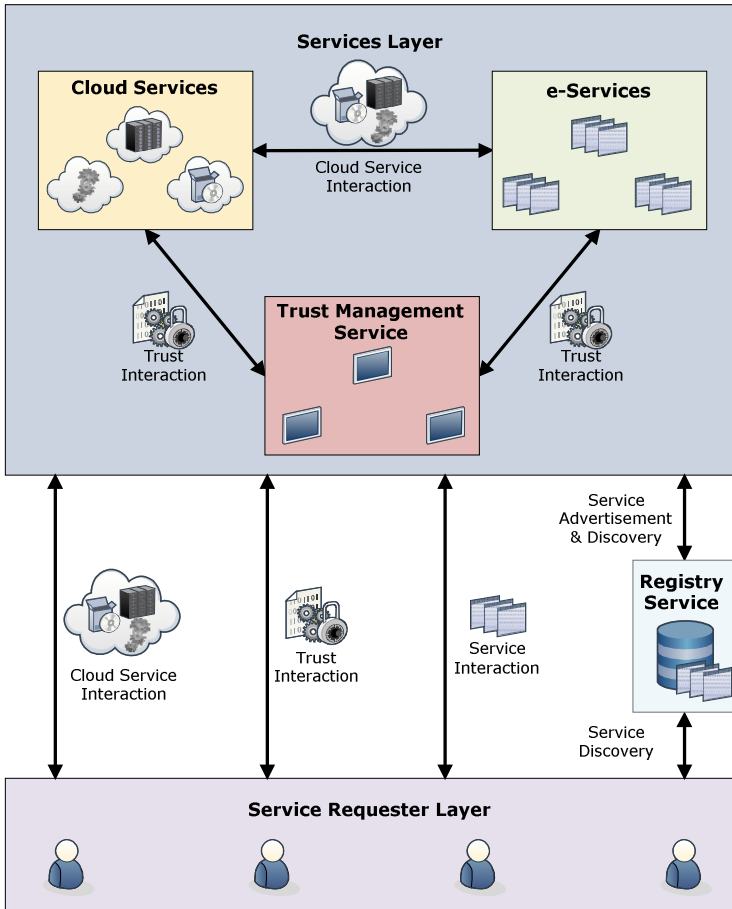 Services Layer
Cloud Services
e-Services
Cloud Service
Interaction
Trust Management
Service
Trust
Interaction
Trust
Interaction
Service
Advertisement
& Discovery
Registry
Service
Cloud Service
Interaction
Trust
Interaction
Service
Interaction
Service
Discovery
Service Requester Layer